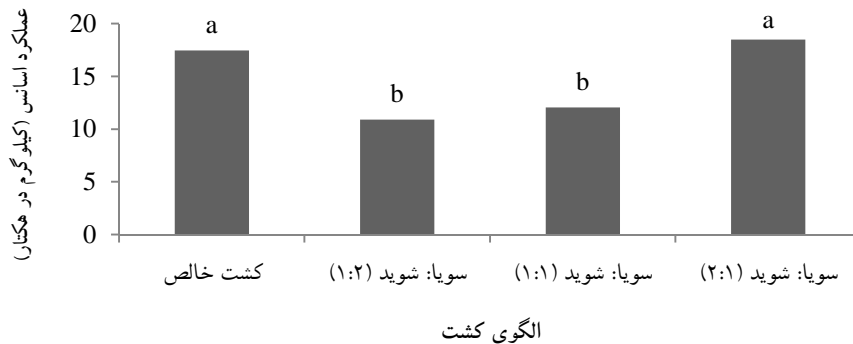 عملکرد اسانس (کیلوگرم در هکتار)
20
15
10
5
0
a
b
b
a
کشت خالص
سویا: شوید (۱:۲)
سویا: شوید (۱:۱)
سویا: شوید (۲:۱)
الگوی کشت